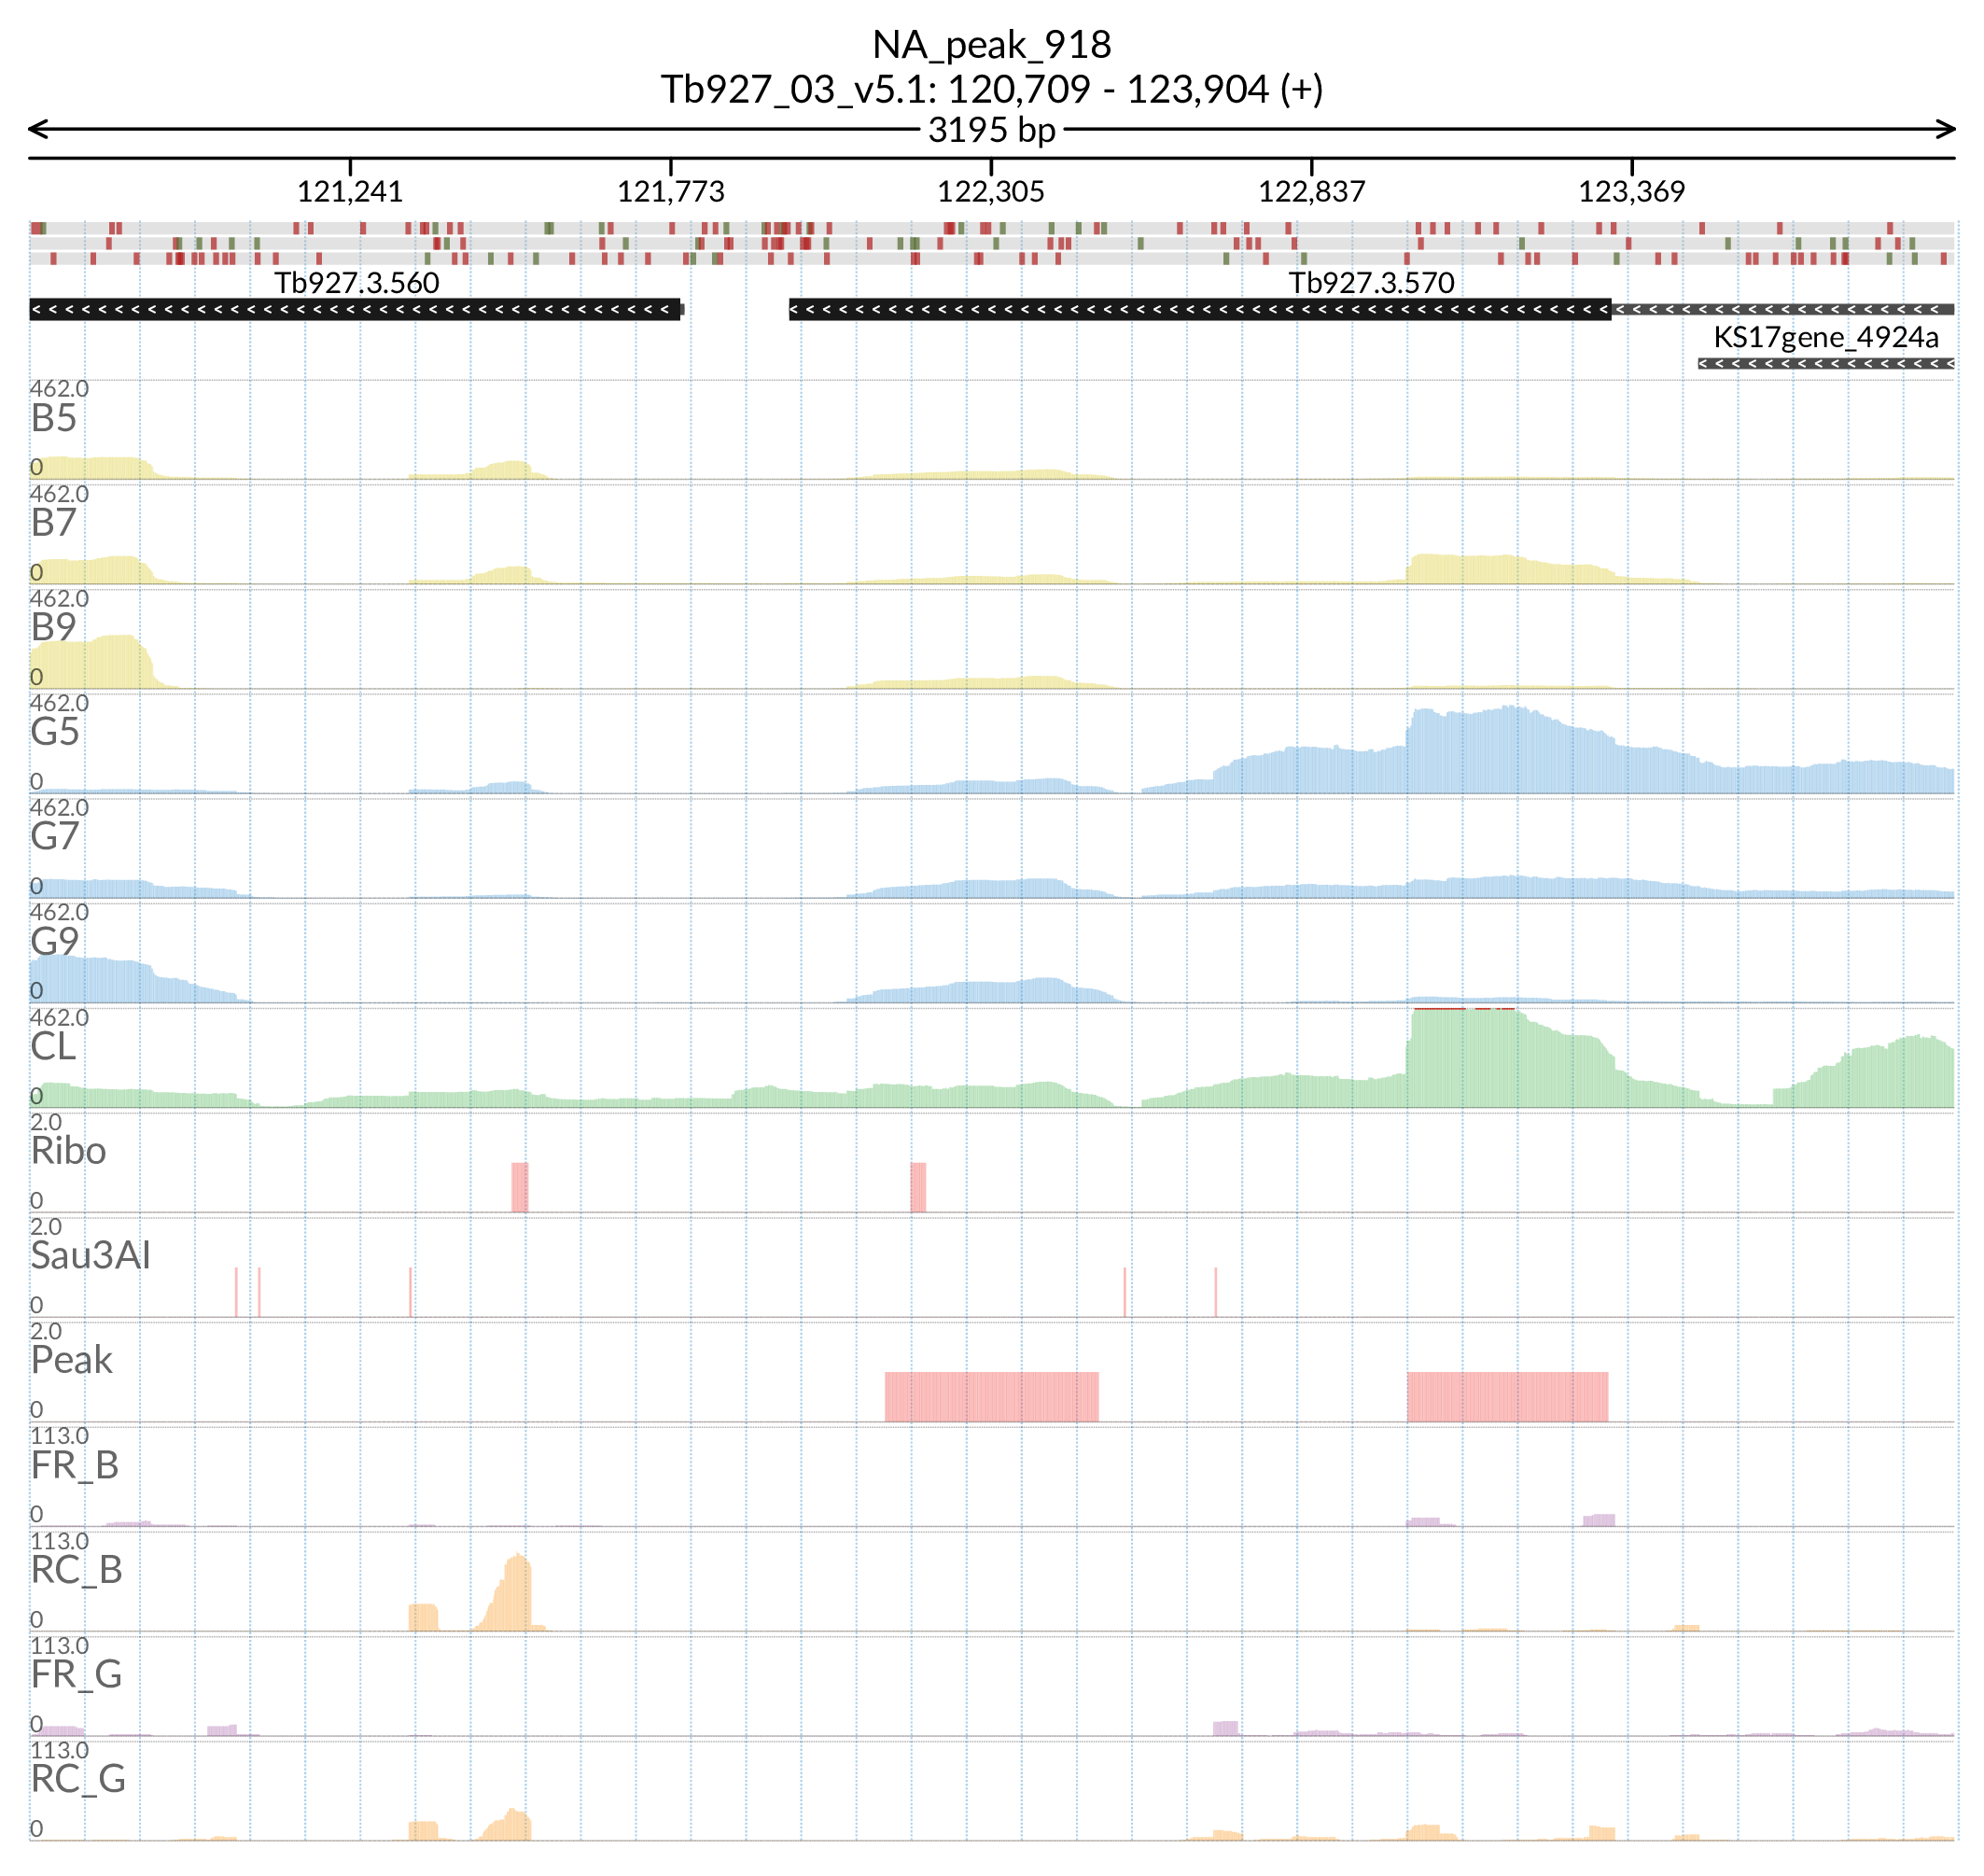 NA_peak_918
Tb927_03_v5.1: 120,709 - 123,904 (+)
3195 bp
121,241 121,773 122,305 122,837 123,369
Tb927.3.560 Tb927.3.570
KS17gene_4924a
462.0
B5
0
462.0
B7
0
462.0
B9
0
462.0
G5
0
462.0
G7
0
462.0
G9
0
462.0
CL
0
2.0
Ribo
0
2.0
Sau3AI
0
2.0
Peak
0
113.0
FR_B
0
113.0
RC_B
0
113.0
FR_G
0
113.0
RC_G
0